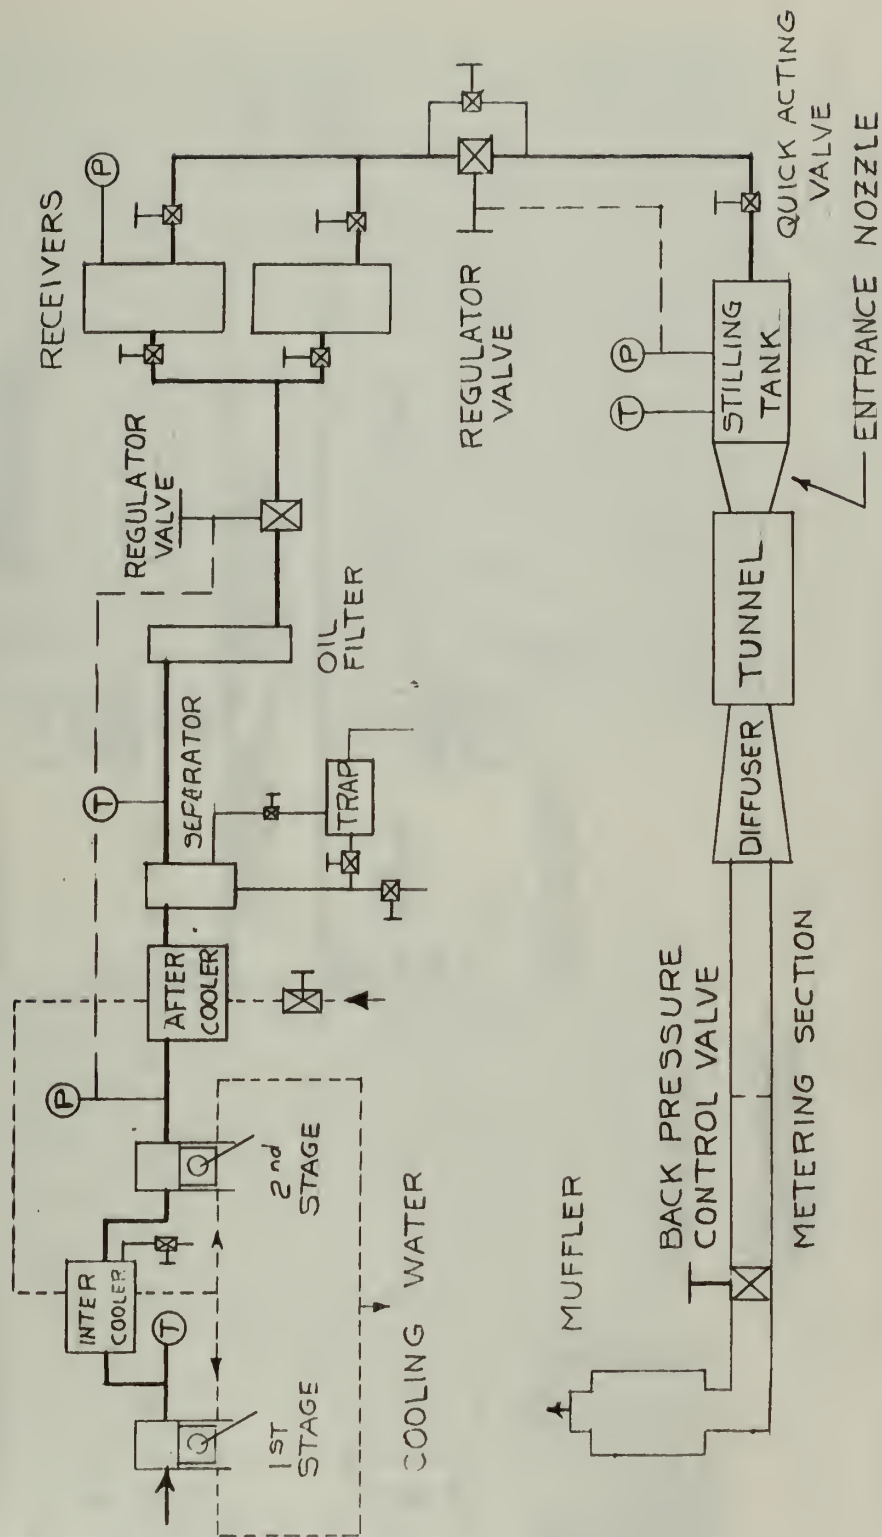 1ST
STAGE
INTER
COOLER
T
2nd
STAGE
COOLING WATER
P
AFTER
COOLER
SEPARATOR
T
TRAP
OIL
FILTER
REGULATOR
VALVE
RECEIVERS
P
REGULATOR
VALVE
QUICK ACTING
VALVE
P
T
STILLING
TANK
ENTRANCE NOZZLE
TUNNEL
DIFFUSER
METERING SECTION
BACK PRESSURE
CONTROL VALVE
MUFFLER